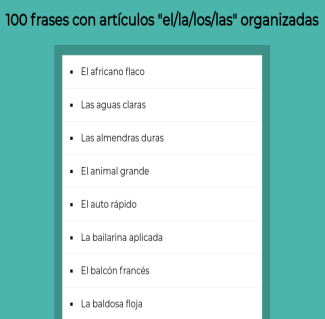 100 frases con artículos "el/la/los/las" organizadas
El africano flaco
Las aguas claras
Las almendras duras
El animal grande
El auto rápido
La bailarina aplicada
El balcón francés
La baldosa floja